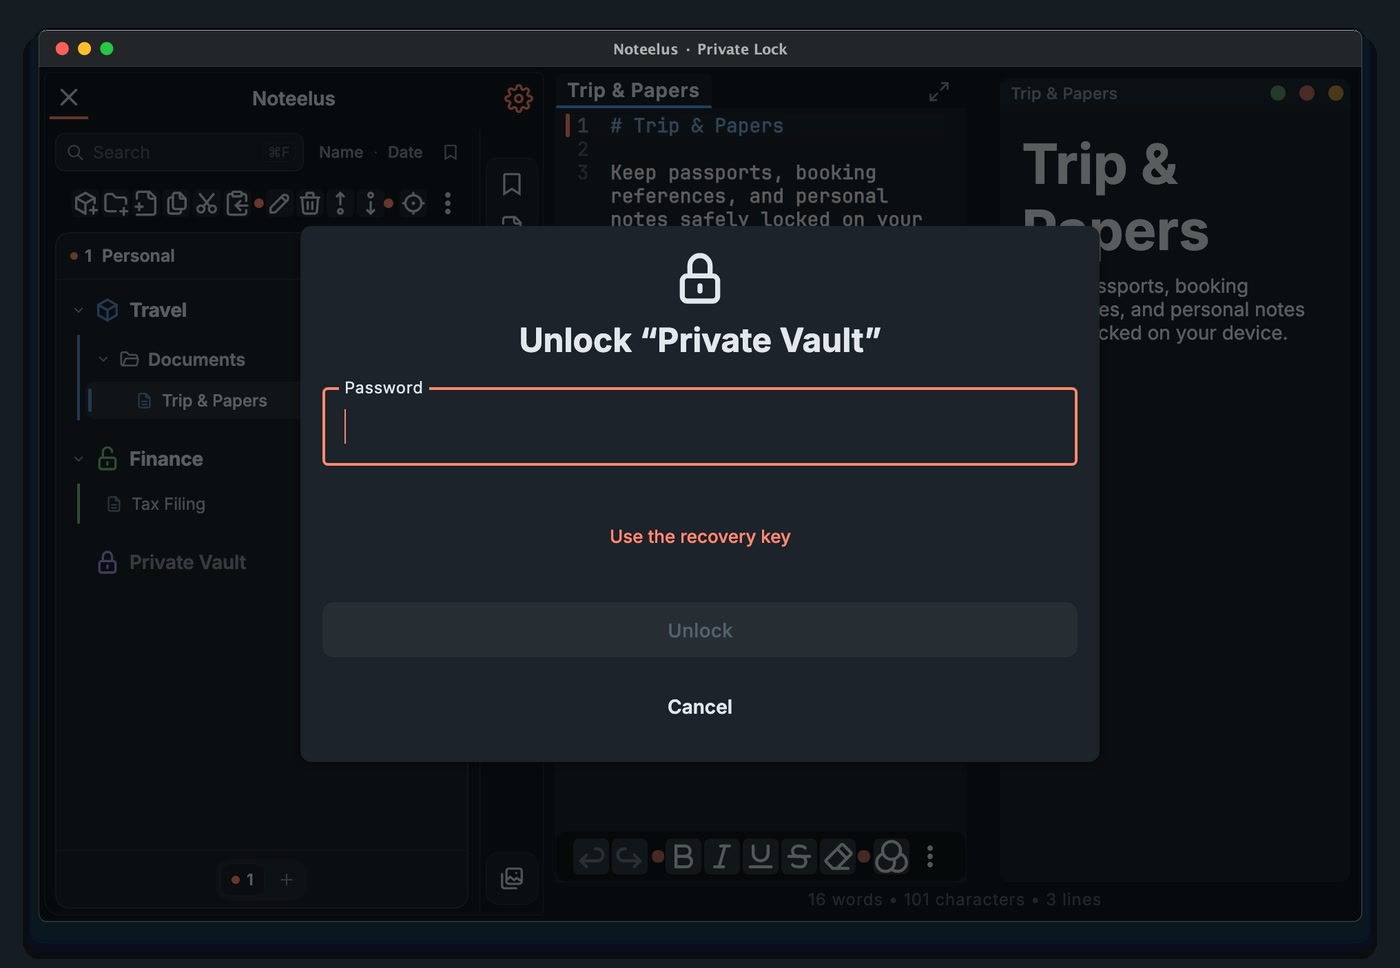 Noteelus · Private Lock
Noteelus
Search ⌘F
Name · Date
1 Personal
Travel
Documents
Trip & Papers
Finance
Tax Filing
Private Vault
1 +
Trip & Papers
1 # Trip & Papers
2
3 Keep passports, booking
references, and personal
notes safely locked on your
B I U S
16 words • 101 characters • 3 lines
Trip & Papers
Trip &
Papers
ssports, booking
es, and personal notes
cked on your device.
Unlock “Private Vault”
Password
Use the recovery key
Unlock
Cancel